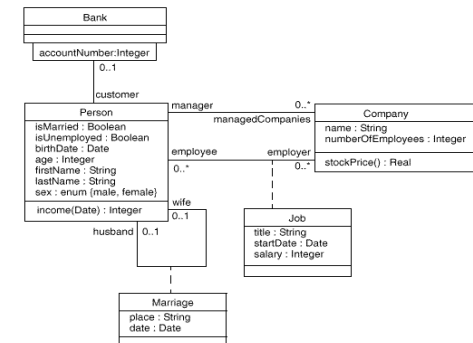 Bank
accountNumber:Integer
0..1
customer
Person
isMarried : Boolean
isUnemployed : Boolean
birthDate : Date
age : Integer
firstName : String
lastName : String
sex : enum {male, female}
income(Date) : Integer
manager
0..*
managedCompanies
Company
name : String
numberOfEmployees : Integer
stockPrice() : Real
employee
employer
0..*
0..*
wife
0..1
husband
0..1
Job
title : String
startDate : Date
salary : Integer
Marriage
place : String
date : Date